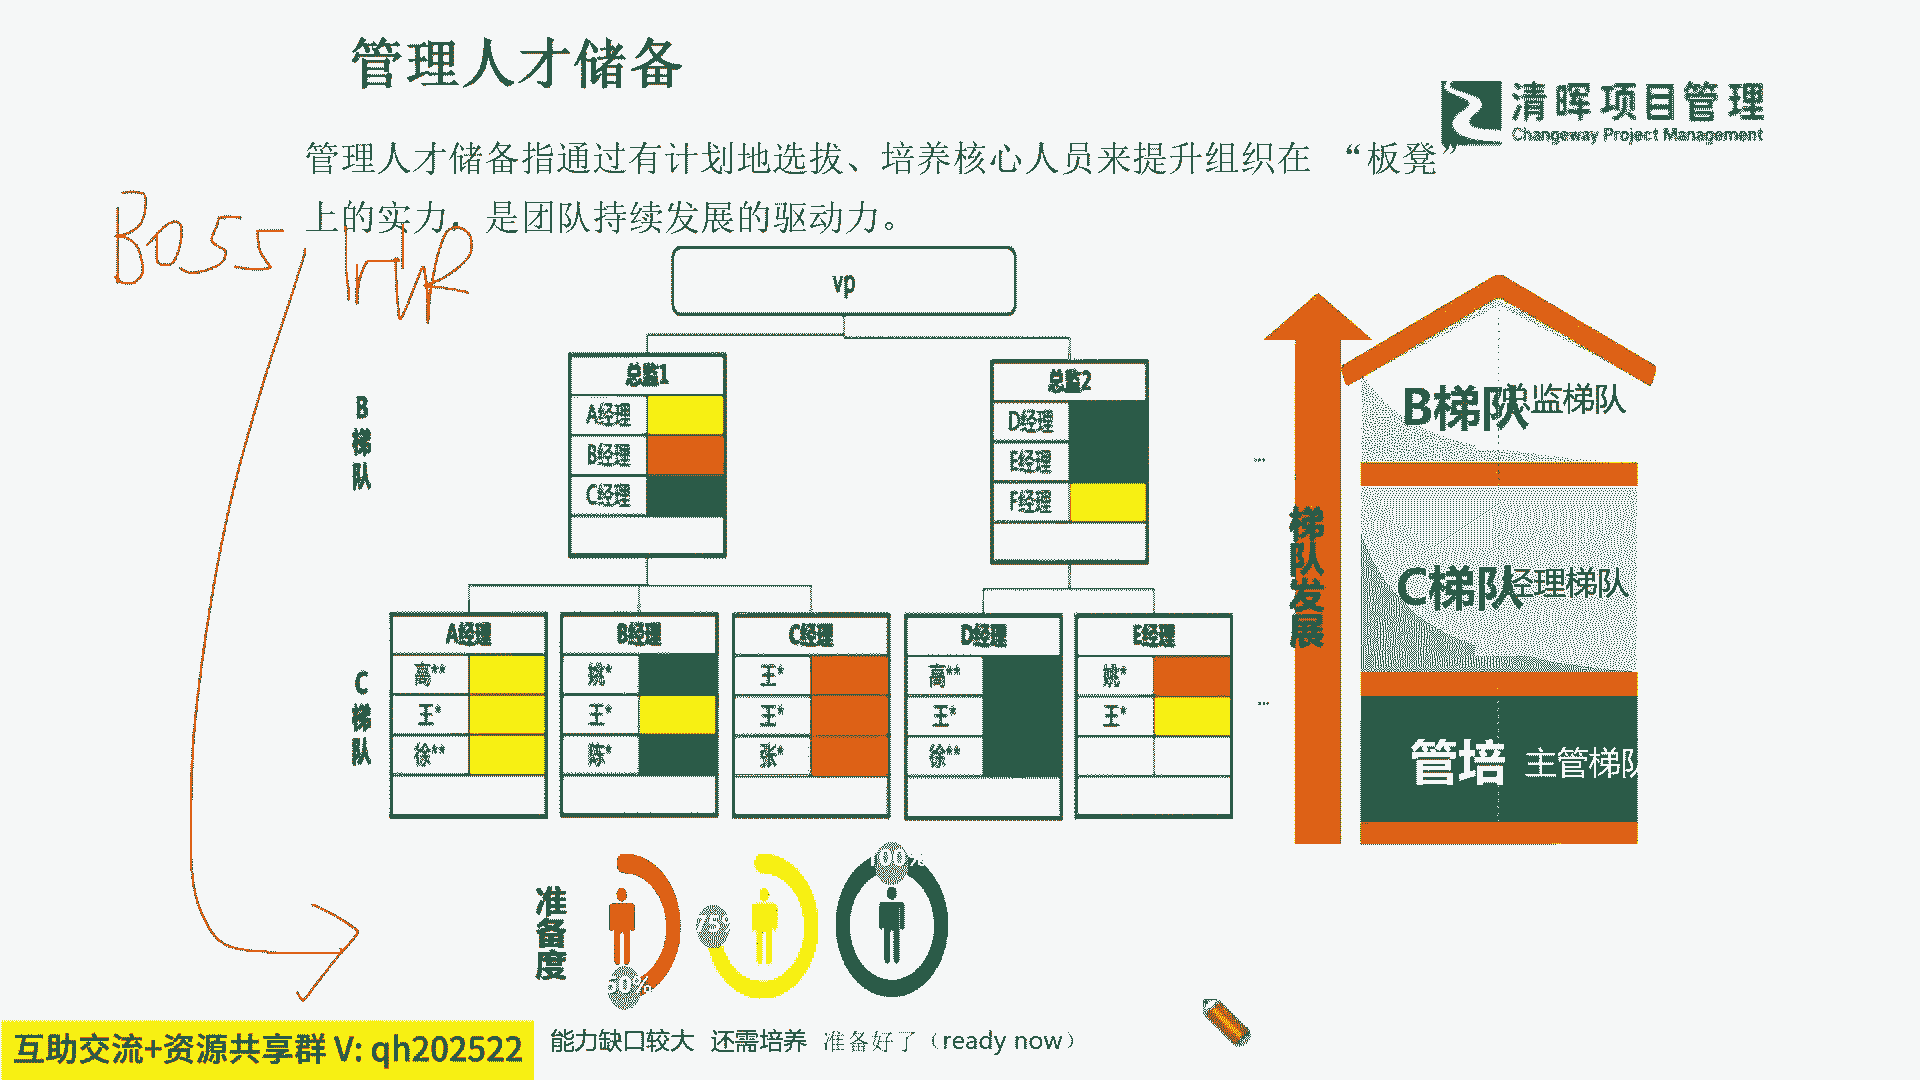 管理人才储备
清晖项目管理
Changeway Project Management
管理人才储备指通过有计划地选拔、培养核心人员来提升组织在 “板凳”
上的实力，是团队持续发展的驱动力。
BOSS HR
vp
B梯队
总监1
A经理
B经理
C经理
总监2
D经理
E经理
F经理
...
C梯队
A经理
高**
王*
徐**
B经理
姚*
王*
陈*
C经理
王*
王*
张*
D经理
高**
王*
徐**
E经理
姚*
王*
...
梯队发展
B梯队 总监梯队
C梯队 经理梯队
管培 主管梯队
准备度
75%
100%
能力缺口较大 还需培养 准备好了（ready now）
互助交流+资源共享群 V: qh202522